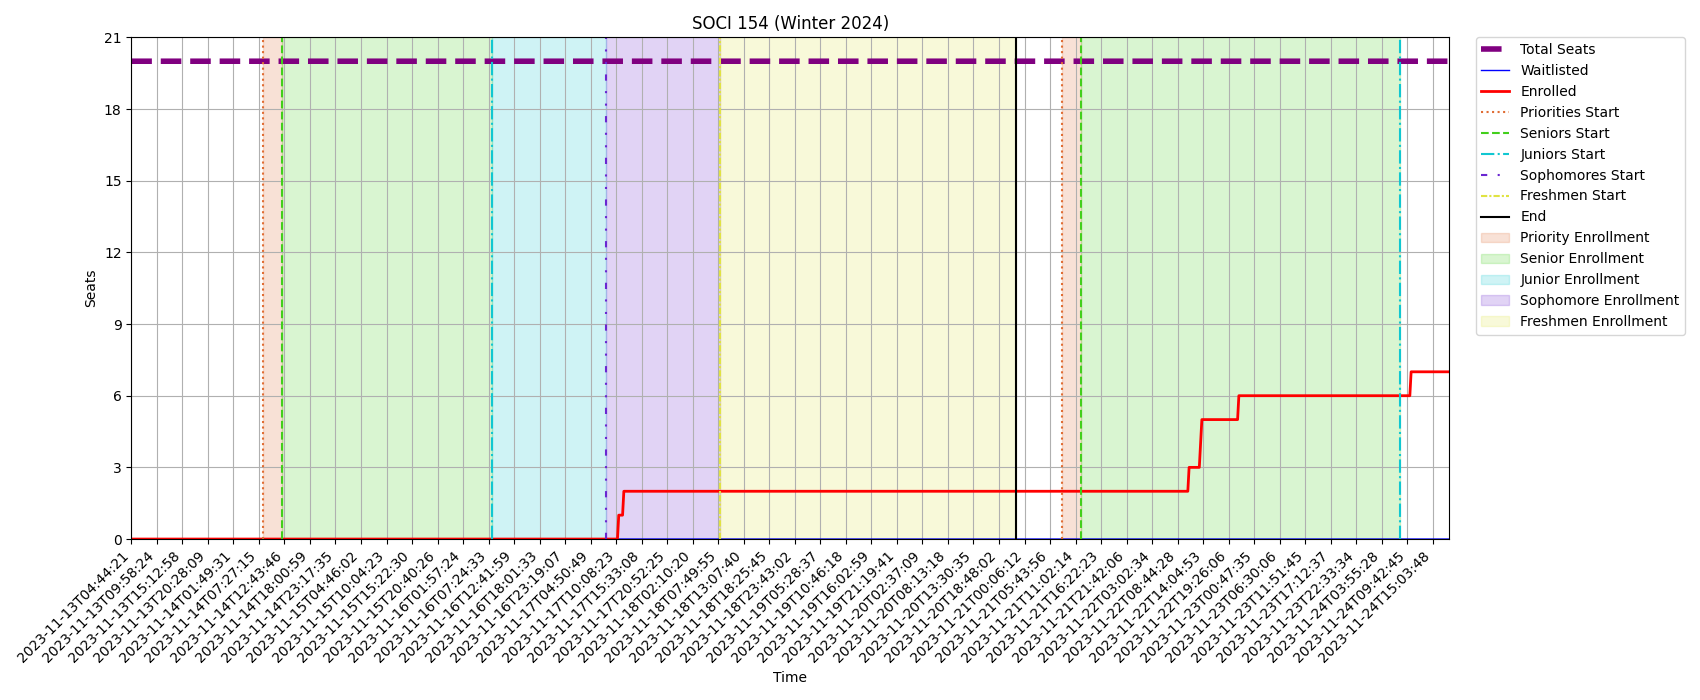 SOCI 154 (Winter 2024)
21
18
15
12
9
6
3
0
Seats
2023-11-13T04:44:21
2023-11-13T09:58:24
2023-11-13T15:12:58
2023-11-13T20:28:09
2023-11-14T01:49:31
2023-11-14T07:27:15
2023-11-14T12:43:46
2023-11-14T18:00:59
2023-11-14T23:17:35
2023-11-15T04:46:02
2023-11-15T10:04:23
2023-11-15T15:22:30
2023-11-15T20:40:26
2023-11-16T01:57:24
2023-11-16T07:24:33
2023-11-16T12:41:59
2023-11-16T18:01:33
2023-11-16T23:19:07
2023-11-17T04:50:49
2023-11-17T10:08:23
2023-11-17T15:33:08
2023-11-17T20:52:25
2023-11-18T02:10:20
2023-11-18T07:49:55
2023-11-18T13:07:40
2023-11-18T18:25:45
2023-11-18T23:43:02
2023-11-19T05:28:37
2023-11-19T10:46:18
2023-11-19T16:02:59
2023-11-19T21:19:41
2023-11-20T02:37:09
2023-11-20T08:13:18
2023-11-20T13:30:35
2023-11-20T18:48:02
2023-11-21T00:06:12
2023-11-21T05:43:56
2023-11-21T11:02:14
2023-11-21T16:22:23
2023-11-21T21:42:06
2023-11-22T03:02:34
2023-11-22T08:44:28
2023-11-22T14:04:53
2023-11-22T19:26:06
2023-11-23T00:47:35
2023-11-23T06:30:06
2023-11-23T11:51:45
2023-11-23T17:12:37
2023-11-23T22:33:34
2023-11-24T03:55:28
2023-11-24T09:42:45
2023-11-24T15:03:48
Time
Total Seats
Waitlisted
Enrolled
Priorities Start
Seniors Start
Juniors Start
Sophomores Start
Freshmen Start
End
Priority Enrollment
Senior Enrollment
Junior Enrollment
Sophomore Enrollment
Freshmen Enrollment